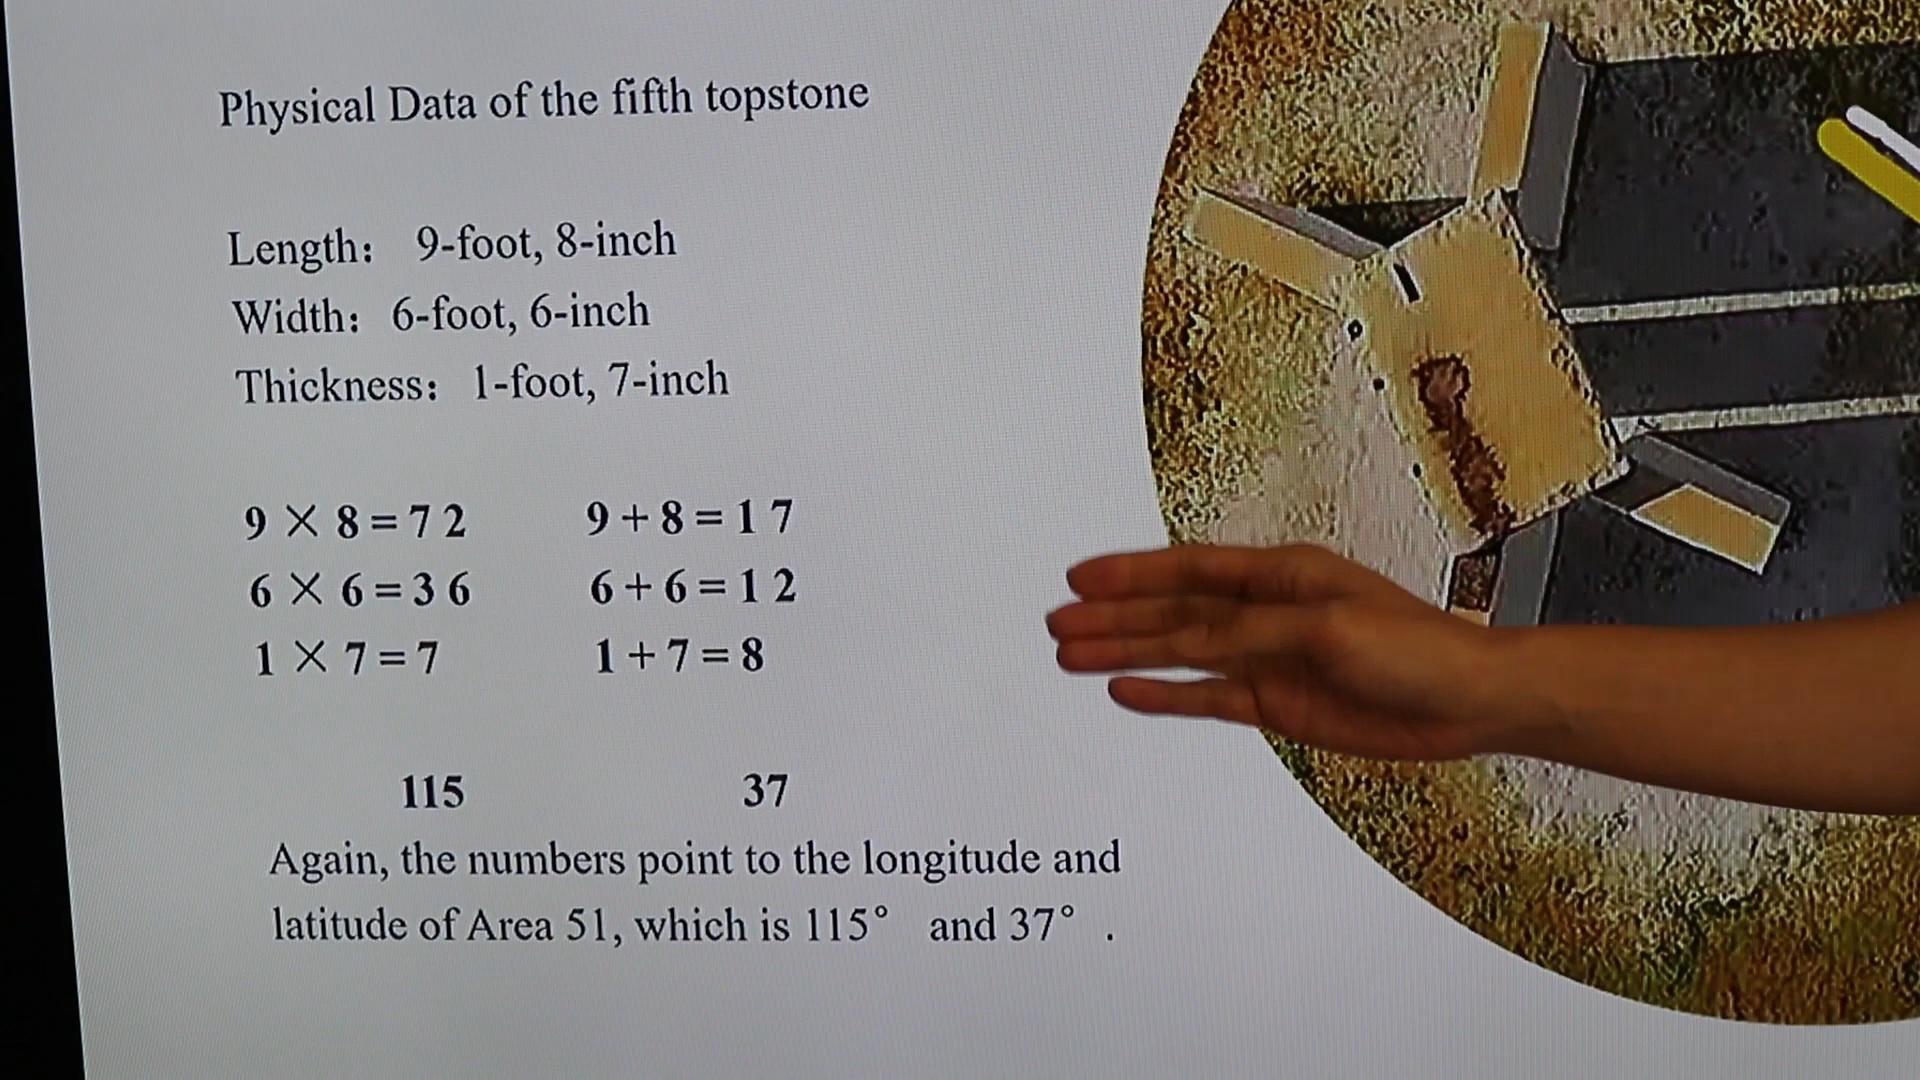 Physical Data of the fifth topstone
Length: 9-foot, 8-inch
Width: 6-foot, 6-inch
Thickness: 1-foot, 7-inch
9 × 8 = 7 2 9 + 8 = 1 7
6 × 6 = 3 6 6 + 6 = 1 2
1 × 7 = 7 1 + 7 = 8
115 37
Again, the numbers point to the longitude and
latitude of Area 51, which is 115° and 37° .